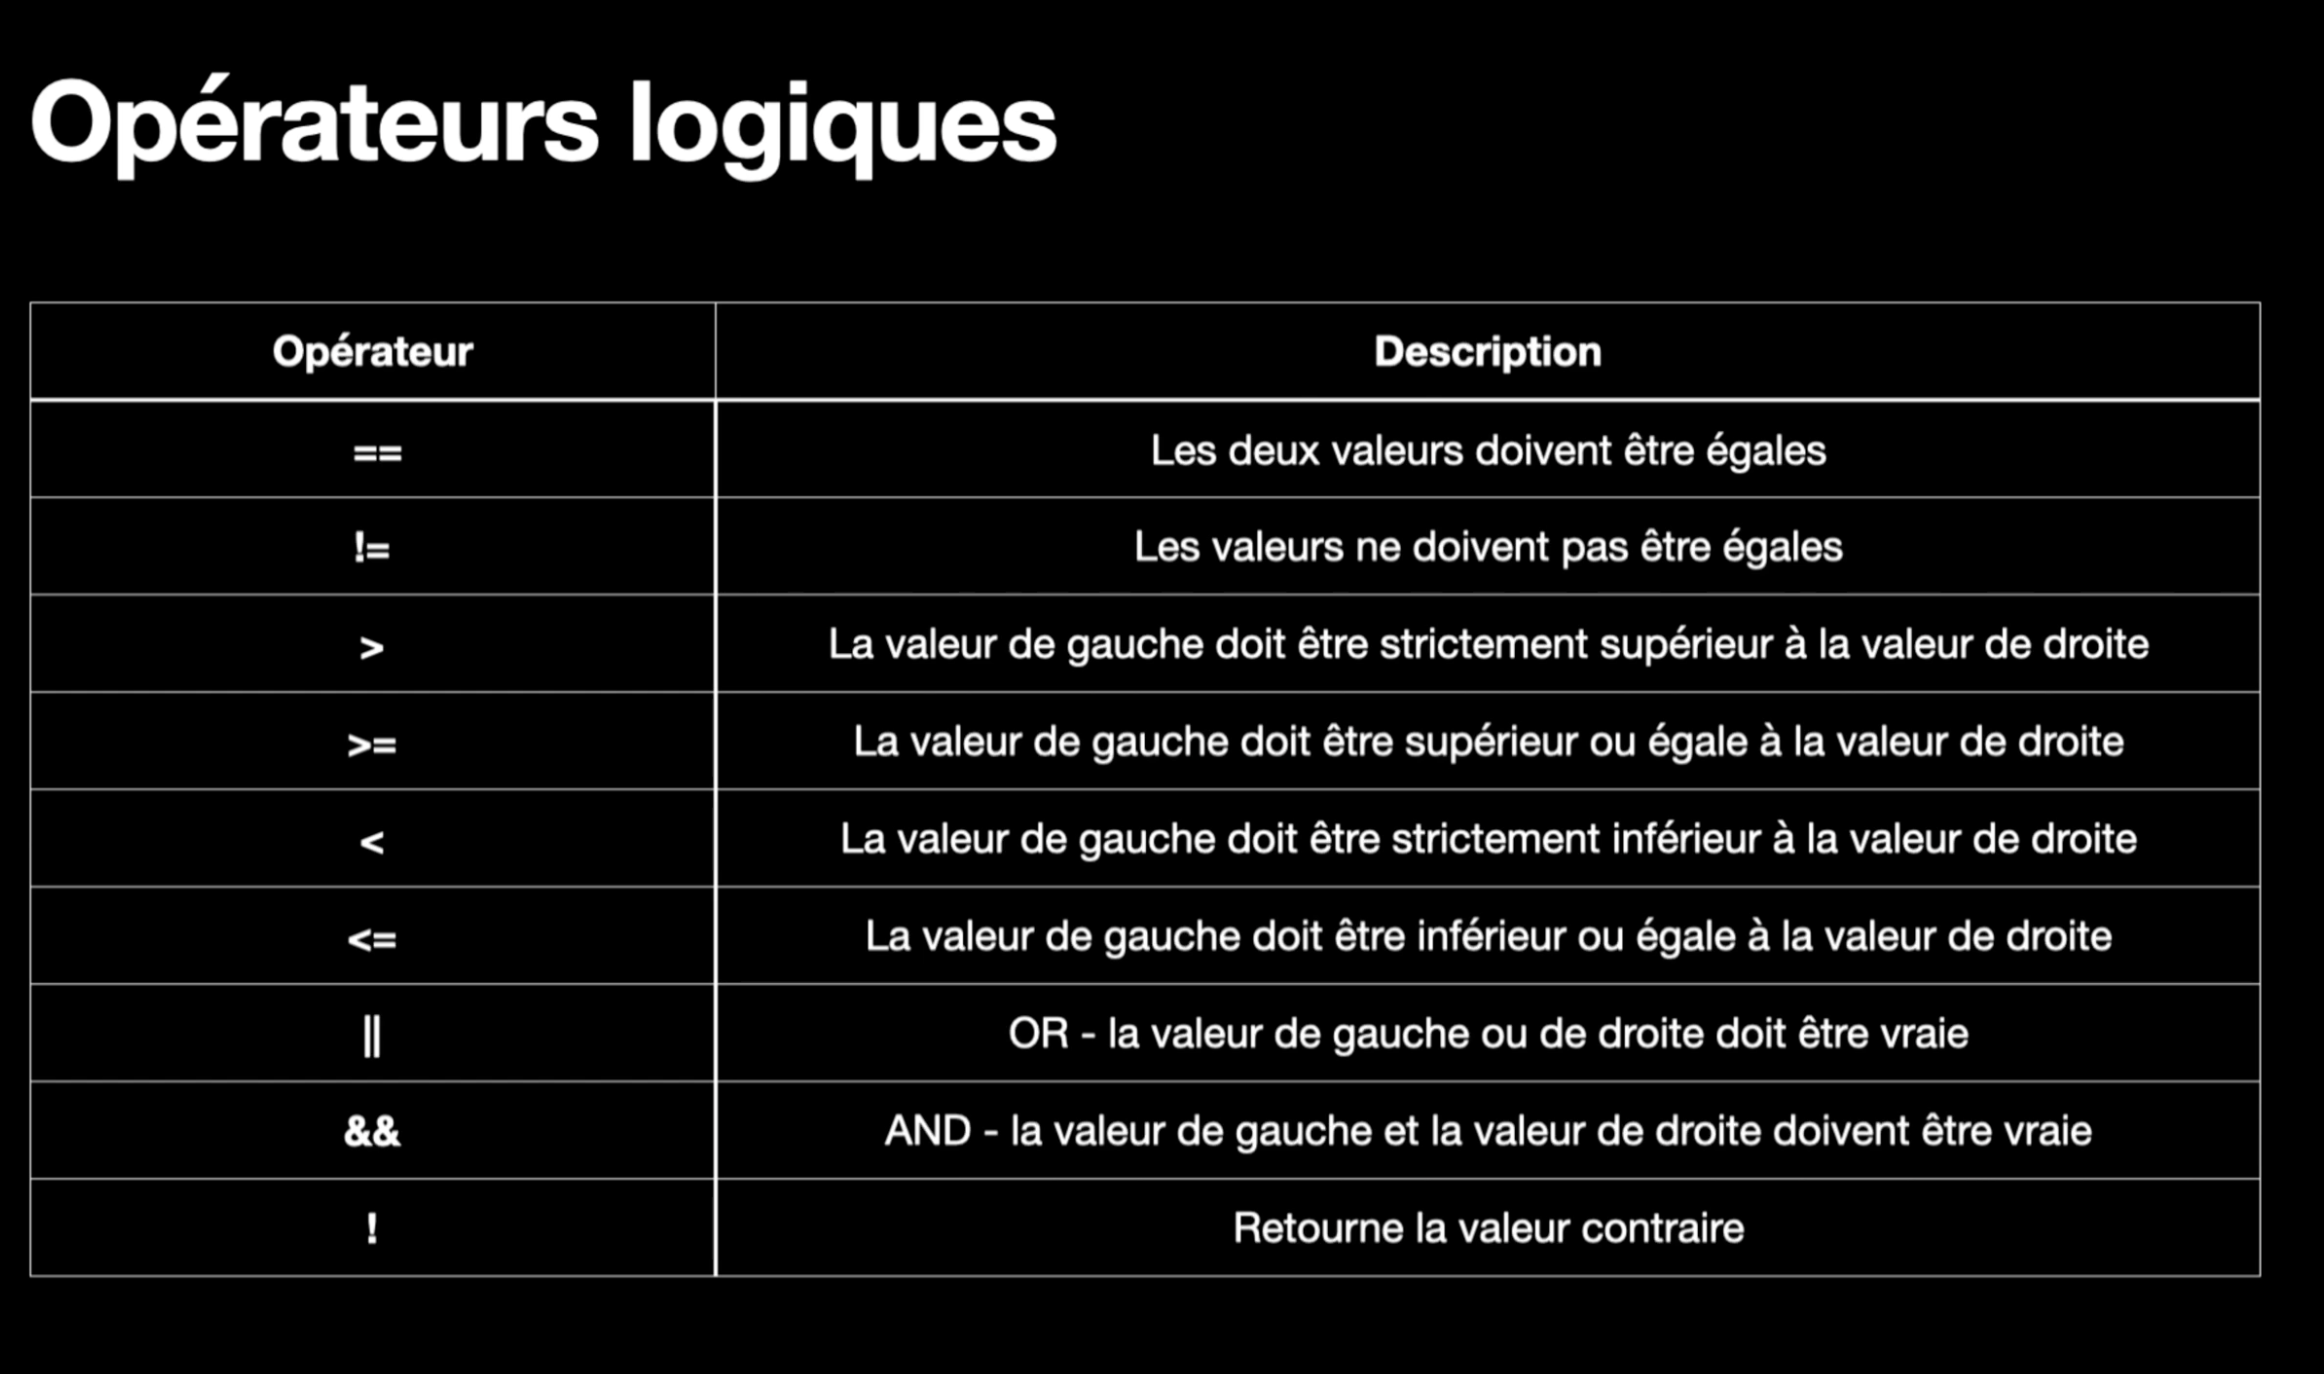 Opérateurs logiques
Opérateur Description
== Les deux valeurs doivent être égales
!= Les valeurs ne doivent pas être égales
> La valeur de gauche doit être strictement supérieur à la valeur de droite
>= La valeur de gauche doit être supérieur ou égale à la valeur de droite
< La valeur de gauche doit être strictement inférieur à la valeur de droite
<= La valeur de gauche doit être inférieur ou égale à la valeur de droite
|| OR - la valeur de gauche ou de droite doit être vraie
&& AND - la valeur de gauche et la valeur de droite doivent être vraie
! Retourne la valeur contraire